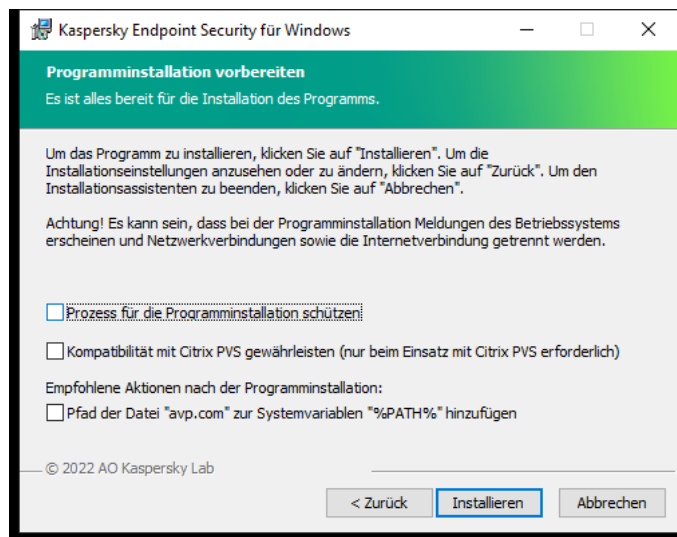 Kaspersky Endpoint Security für Windows
Programminstallation vorbereiten
Es ist alles bereit für die Installation des Programms.
Um das Programm zu installieren, klicken Sie auf "Installieren". Um die
Installationseinstellungen anzusehen oder zu ändern, klicken Sie auf "Zurück". Um den
Installationsassistenten zu beenden, klicken Sie auf "Abbrechen".
Achtung! Es kann sein, dass bei der Programminstallation Meldungen des Betriebssystems
erscheinen und Netzwerkverbindungen sowie die Internetverbindung getrennt werden.
Prozess für die Programminstallation schützen
Kompatibilität mit Citrix PVS gewährleisten (nur beim Einsatz mit Citrix PVS erforderlich)
Empfohlene Aktionen nach der Programminstallation:
Pfad der Datei "avp.com" zur Systemvariablen "%PATH%" hinzufügen
© 2022 AO Kaspersky Lab
< Zurück Installieren Abbrechen